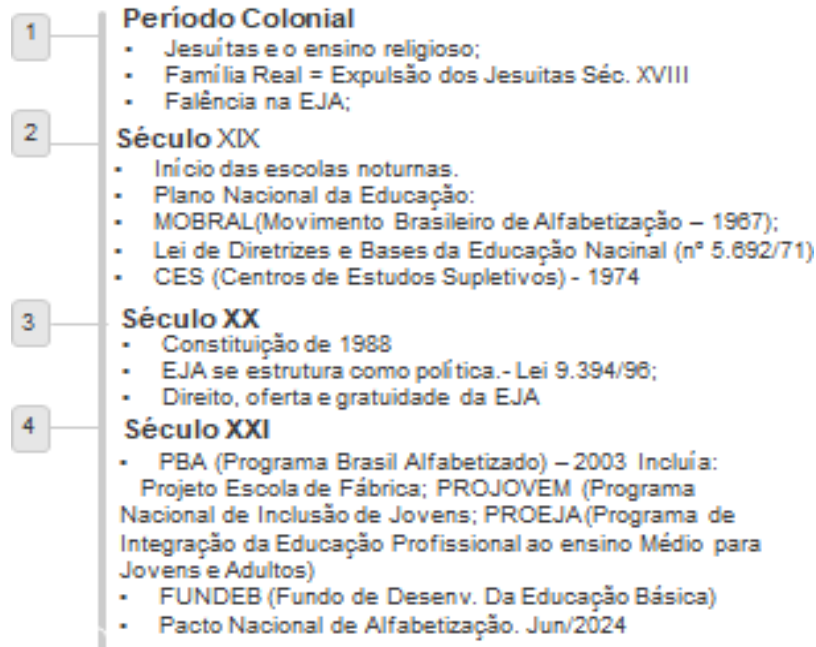 1
Período Colonial
- Jesuítas e o ensino religioso;
- Família Real = Expulsão dos Jesuitas Séc. XVIII
- Falência na EJA;
2
Século XIX
- Início das escolas noturnas.
- Plano Nacional da Educação:
- MOBRAL(Movimento Brasileiro de Alfabetização – 1967);
- Lei de Diretrizes e Bases da Educação Nacinal (nº 5.692/71)
- CES (Centros de Estudos Supletivos) - 1974
3
Século XX
- Constituição de 1988
- EJA se estrutura como política.- Lei 9.394/96;
- Direito, oferta e gratuidade da EJA
4
Século XXI
- PBA (Programa Brasil Alfabetizado) – 2003 Incluía:
Projeto Escola de Fábrica; PROJOVEM (Programa
Nacional de Inclusão de Jovens; PROEJA(Programa de
Integração da Educação Profissional ao ensino Médio para
Jovens e Adultos)
- FUNDEB (Fundo de Desenv. Da Educação Básica)
- Pacto Nacional de Alfabetização. Jun/2024